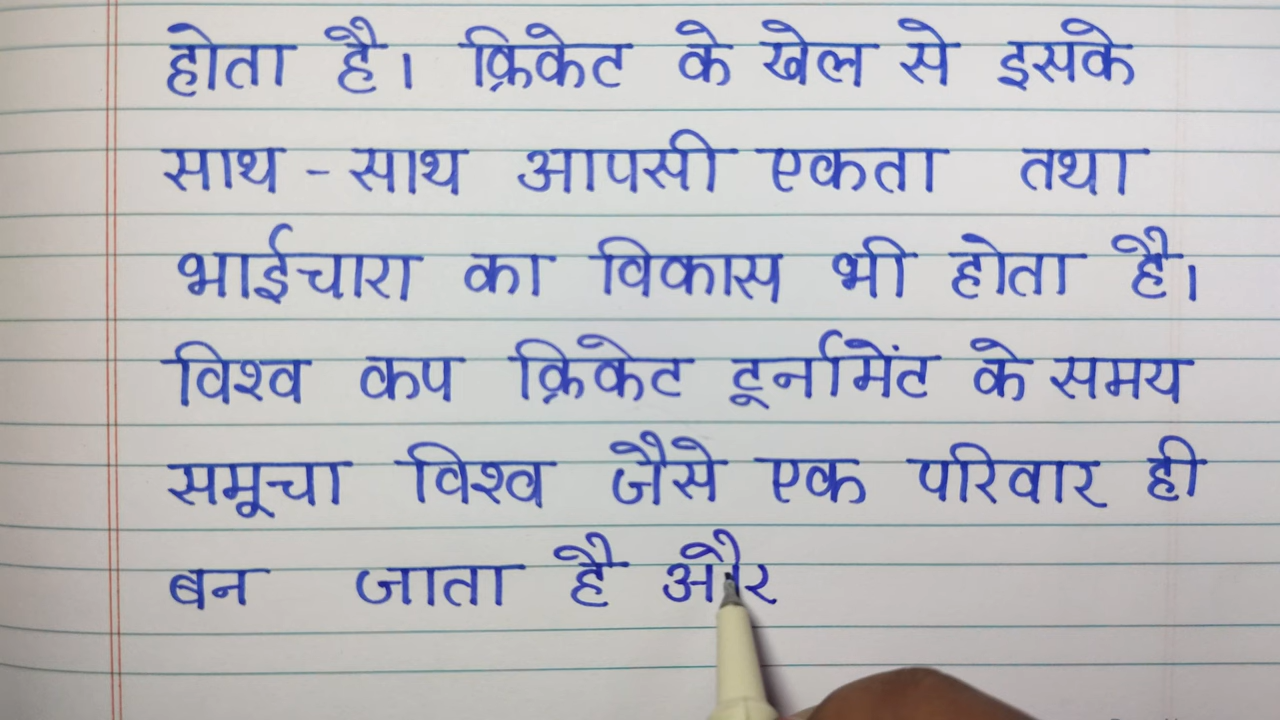 होता है। क्रिकेट के खेल से इसके
साथ - साथ आपसी एकता तथा
भाईचारा का विकास भी होता है।
विश्व कप क्रिकेट टूर्नामेंट के समय
समूचा विश्व जैसे एक परिवार ही
बन जाता है और